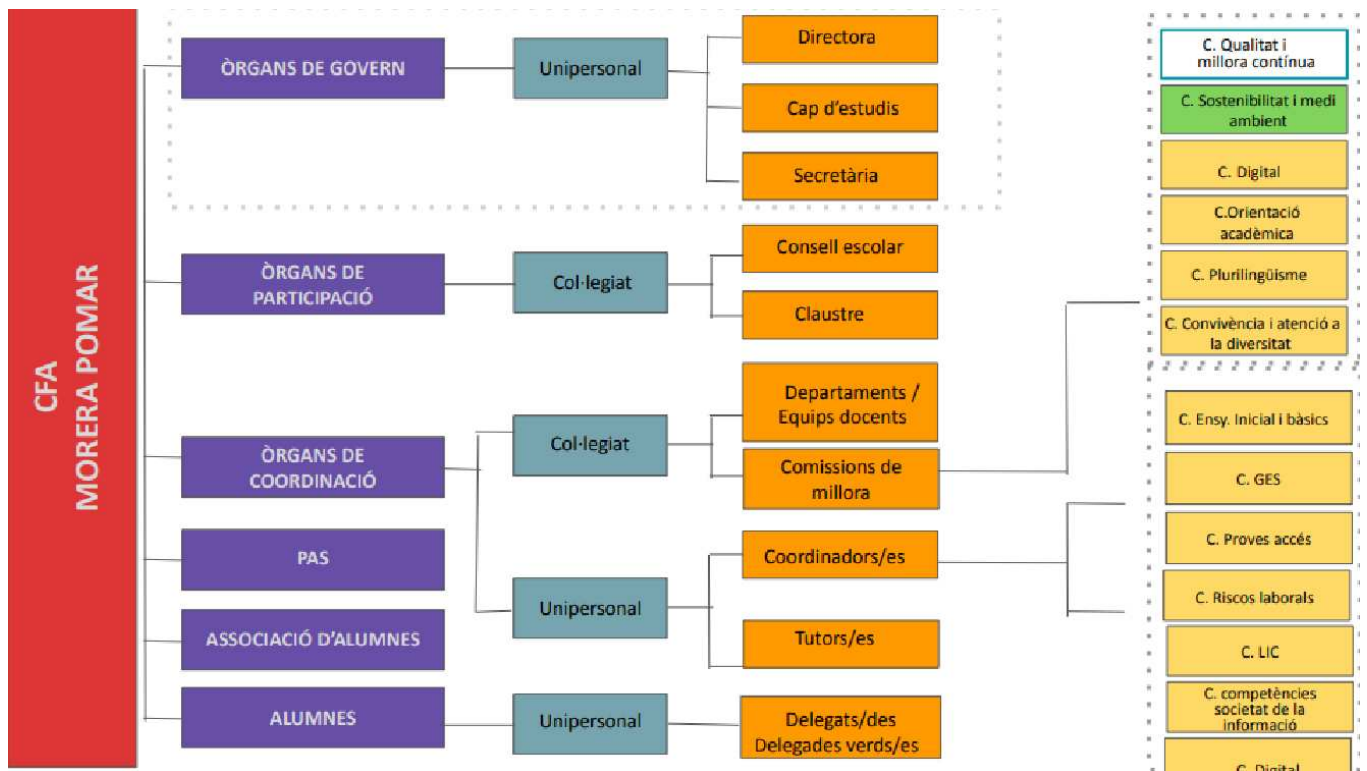 CFA
MORERA POMAR
ÒRGANS DE GOVERN
Unipersonal
Directora
Cap d'estudis
Secretària
ÒRGANS DE
PARTICIPACIÓ
Col·legiat
Consell escolar
Claustre
ÒRGANS DE
COORDINACIÓ
Col·legiat
Departaments /
Equips docents
Comissions de
millora
Unipersonal
Coordinadors/es
Tutors/es
PAS
ASSOCIACIÓ D'ALUMNES
ALUMNES
Unipersonal
Delegats/des
Delegades verds/es
C. Qualitat i
millora contínua
C. Sostenibilitat i medi
ambient
C. Digital
C.Orientació
acadèmica
C. Plurilingüisme
C. Convivència i atenció a
la diversitat
C. Ensy. Inicial i bàsics
C. GES
C. Proves accés
C. Riscos laborals
C. LIC
C. competències
societat de la
informació
C. Digital